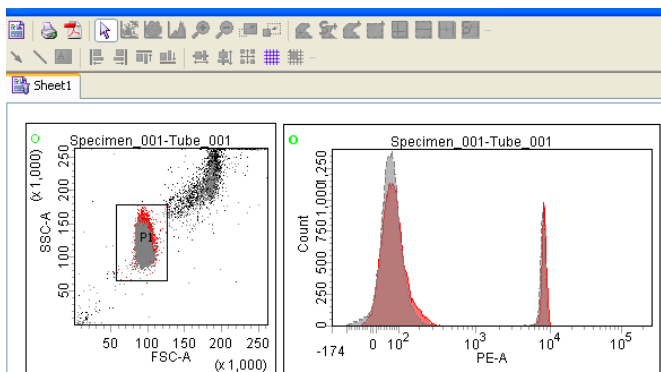 Sheet1
Specimen_001-Tube_001
SSC-A
(x 1,000)
50 100 150 200 250
P1
50 100 150 200 250
FSC-A
(x 1,000)
Specimen_001-Tube_001
Count
0 250 500 750 1,000 1,250
-174 0 10^2 10^3 10^4 10^5
PE-A